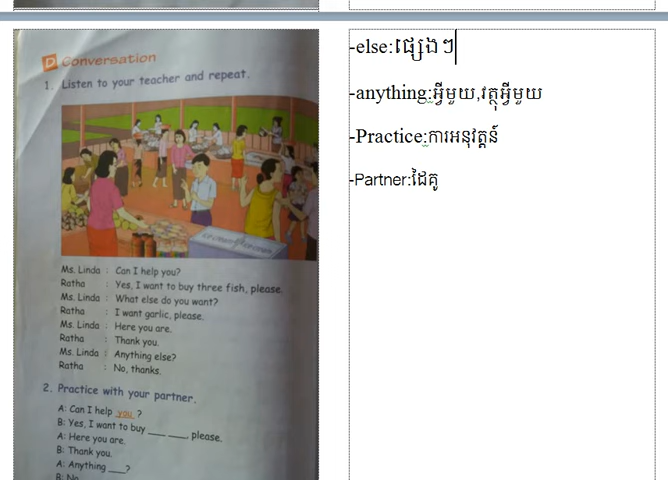 D Conversation
1. Listen to your teacher and repeat.
Ms. Linda : Can I help you?
Ratha : Yes, I want to buy three fish, please.
Ms. Linda : What else do you want?
Ratha : I want garlic, please.
Ms. Linda : Here you are.
Ratha : Thank you.
Ms. Linda : Anything else?
Ratha : No, thanks.
2. Practice with your partner.
A: Can I help you ?
B: Yes, I want to buy ___ ___, please.
A: Here you are.
B: Thank you.
A: Anything ___?
B: No
-else:ផ្សេងៗ
-anything:អ្វីមួយ,វត្ថុអ្វីមួយ
-Practice:ការអនុវត្តន៍
-Partner:ដៃគូ